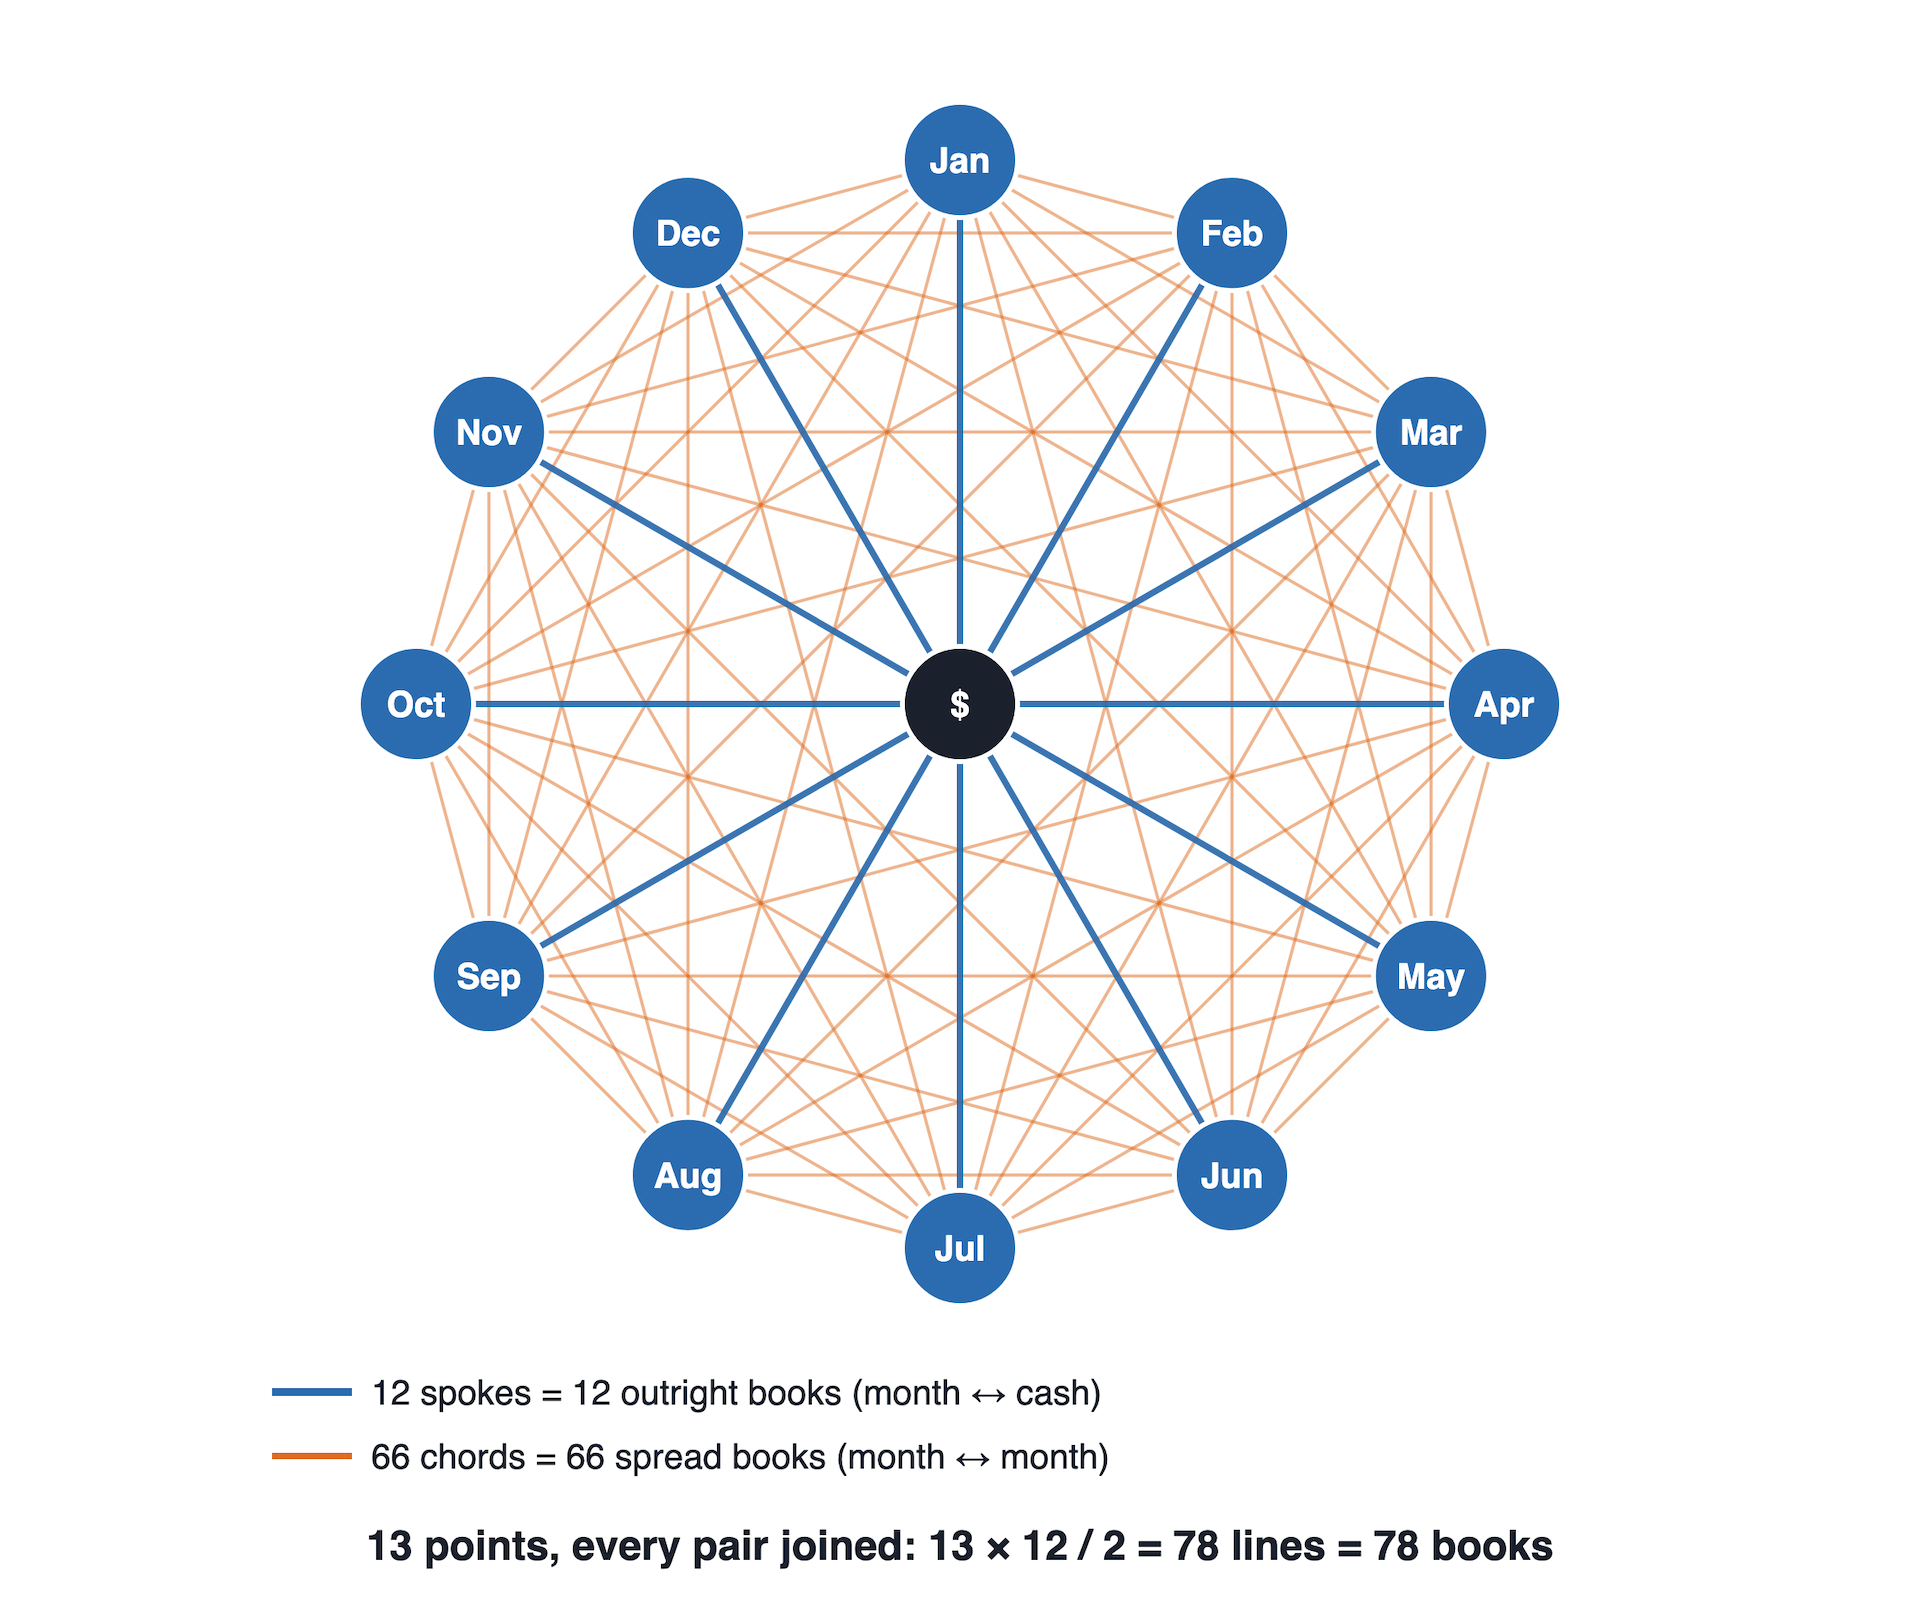 Jan
Dec
Feb
Nov
Mar
Oct
$
Apr
Sep
May
Aug
Jun
Jul
12 spokes = 12 outright books (month ↔ cash)
66 chords = 66 spread books (month ↔ month)
13 points, every pair joined: 13 × 12 / 2 = 78 lines = 78 books